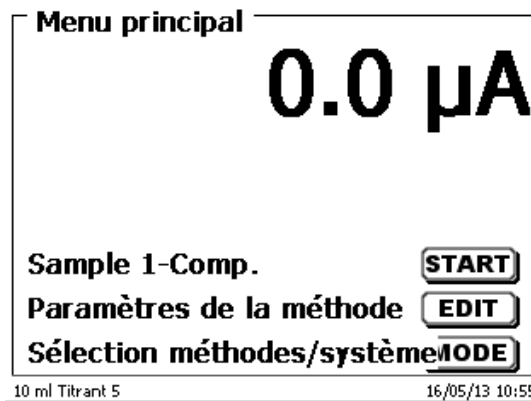 Menu principal
0.0 µA
Sample 1-Comp. START
Paramètres de la méthode EDIT
Sélection méthodes/système MODE
10 ml Titrant 5 16/05/13 10:55